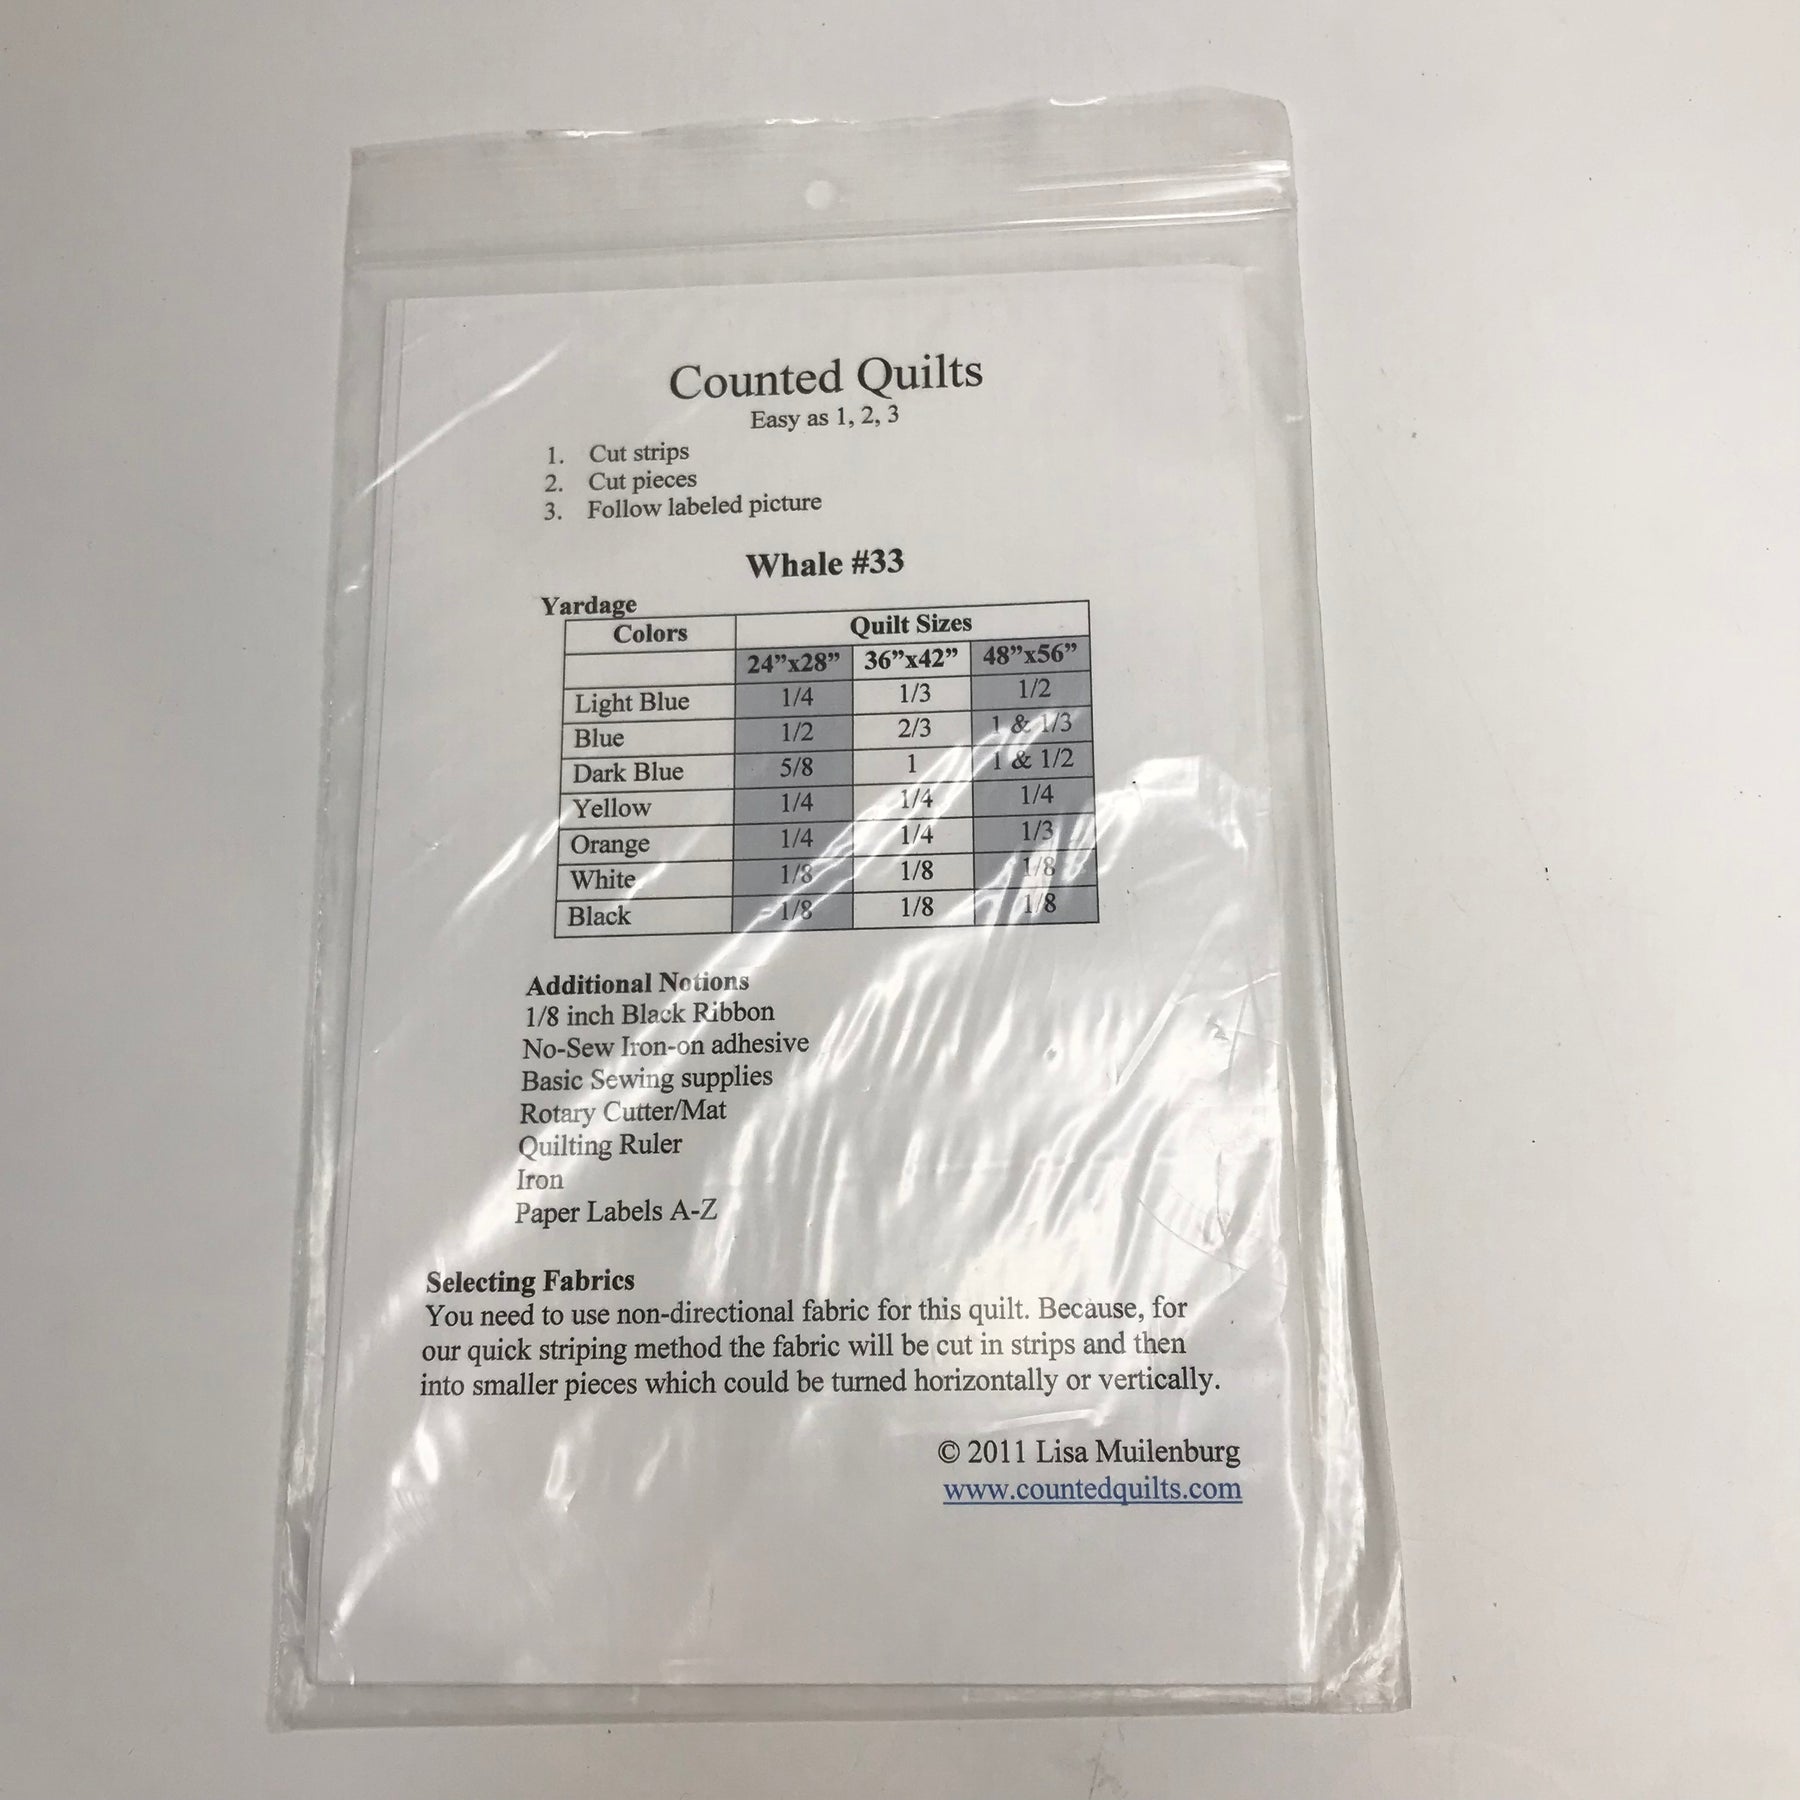 Counted Quilts
Easy as 1, 2, 3
1. Cut strips
2. Cut pieces
3. Follow labeled picture
Whale #33
Yardage
Colors Quilt Sizes
24”x28” 36”x42” 48”x56”
Light Blue 1/4 1/3 1/2
Blue 1/2 2/3 1 & 1/3
Dark Blue 5/8 1 1 & 1/2
Yellow 1/4 1/4 1/4
Orange 1/4 1/4 1/3
White 1/8 1/8 1/8
Black 1/8 1/8 1/8
Additional Notions
1/8 inch Black Ribbon
No-Sew Iron-on adhesive
Basic Sewing supplies
Rotary Cutter/Mat
Quilting Ruler
Iron
Paper Labels A-Z
Selecting Fabrics
You need to use non-directional fabric for this quilt. Because, for
our quick striping method the fabric will be cut in strips and then
into smaller pieces which could be turned horizontally or vertically.
© 2011 Lisa Muilenburg
www.countedquilts.com